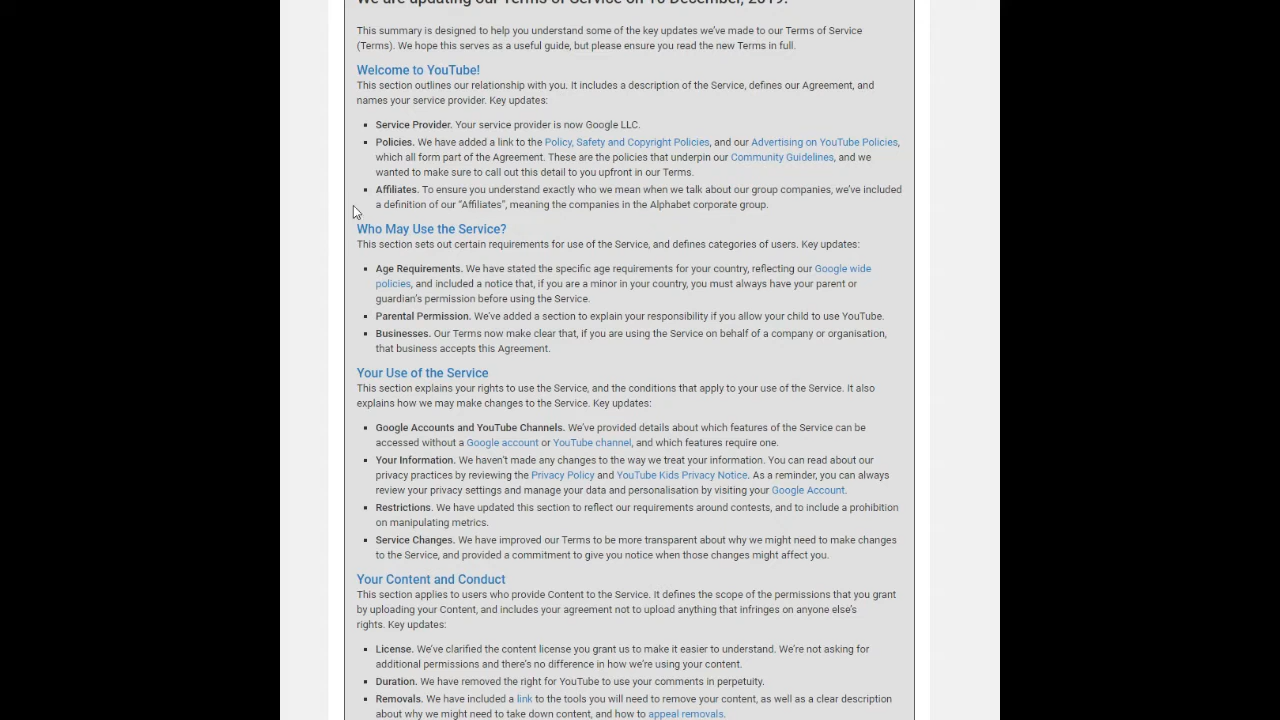 We are updating our Terms of Service on 10 December, 2019.
This summary is designed to help you understand some of the key updates we've made to our Terms of Service
(Terms). We hope this serves as a useful guide, but please ensure you read the new Terms in full.
Welcome to YouTube!
This section outlines our relationship with you. It includes a description of the Service, defines our Agreement, and
names your service provider. Key updates:
▪ Service Provider. Your service provider is now Google LLC.
▪ Policies. We have added a link to the Policy, Safety and Copyright Policies, and our Advertising on YouTube Policies,
which all form part of the Agreement. These are the policies that underpin our Community Guidelines, and we
wanted to make sure to call out this detail to you upfront in our Terms.
▪ Affiliates. To ensure you understand exactly who we mean when we talk about our group companies, we've included
a definition of our “Affiliates”, meaning the companies in the Alphabet corporate group.
Who May Use the Service?
This section sets out certain requirements for use of the Service, and defines categories of users. Key updates:
▪ Age Requirements. We have stated the specific age requirements for your country, reflecting our Google wide
policies, and included a notice that, if you are a minor in your country, you must always have your parent or
guardian's permission before using the Service.
▪ Parental Permission. We've added a section to explain your responsibility if you allow your child to use YouTube.
▪ Businesses. Our Terms now make clear that, if you are using the Service on behalf of a company or organisation,
that business accepts this Agreement.
Your Use of the Service
This section explains your rights to use the Service, and the conditions that apply to your use of the Service. It also
explains how we may make changes to the Service. Key updates:
▪ Google Accounts and YouTube Channels. We've provided details about which features of the Service can be
accessed without a Google account or YouTube channel, and which features require one.
▪ Your Information. We haven't made any changes to the way we treat your information. You can read about our
privacy practices by reviewing the Privacy Policy and YouTube Kids Privacy Notice. As a reminder, you can always
review your privacy settings and manage your data and personalisation by visiting your Google Account.
▪ Restrictions. We have updated this section to reflect our requirements around contests, and to include a prohibition
on manipulating metrics.
▪ Service Changes. We have improved our Terms to be more transparent about why we might need to make changes
to the Service, and provided a commitment to give you notice when those changes might affect you.
Your Content and Conduct
This section applies to users who provide Content to the Service. It defines the scope of the permissions that you grant
by uploading your Content, and includes your agreement not to upload anything that infringes on anyone else's
rights. Key updates:
▪ License. We've clarified the content license you grant us to make it easier to understand. We're not asking for
additional permissions and there's no difference in how we're using your content.
▪ Duration. We have removed the right for YouTube to use your comments in perpetuity.
▪ Removals. We have included a link to the tools you will need to remove your content, as well as a clear description
about why we might need to take down content, and how to appeal removals.